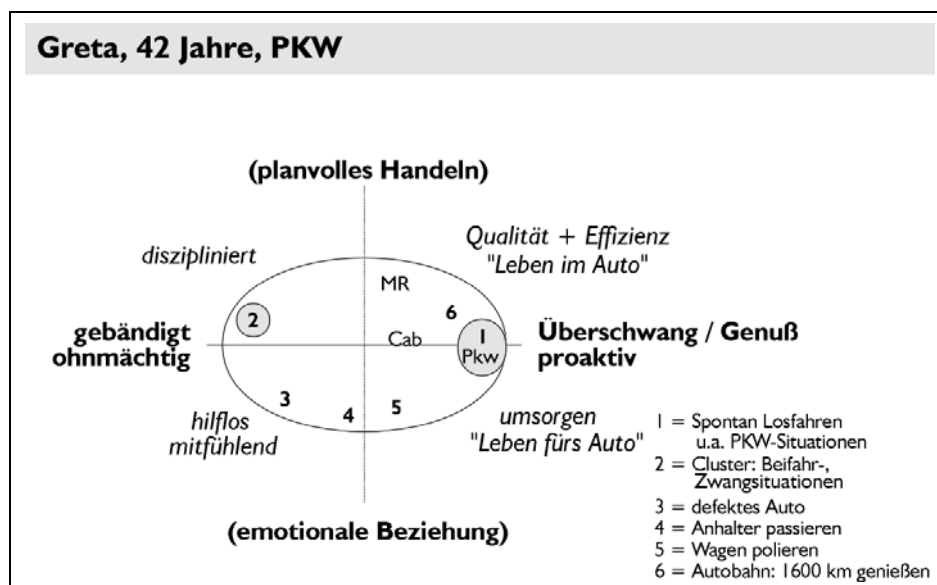 Greta, 42 Jahre, PKW
(planvolles Handeln)
diszipliniert
Qualität + Effizienz
"Leben im Auto"
MR
6
2
gebändigt
ohnmächtig
Cab
1
Pkw
Überschwang / Genuß
proaktiv
3
4
5
hilflos
mitfühlend
umsorgen
"Leben fürs Auto"
(emotionale Beziehung)
1 = Spontan Losfahren
u.a. PKW-Situationen
2 = Cluster: Beifahr-,
Zwangsituationen
3 = defektes Auto
4 = Anhalter passieren
5 = Wagen polieren
6 = Autobahn: 1600 km genießen